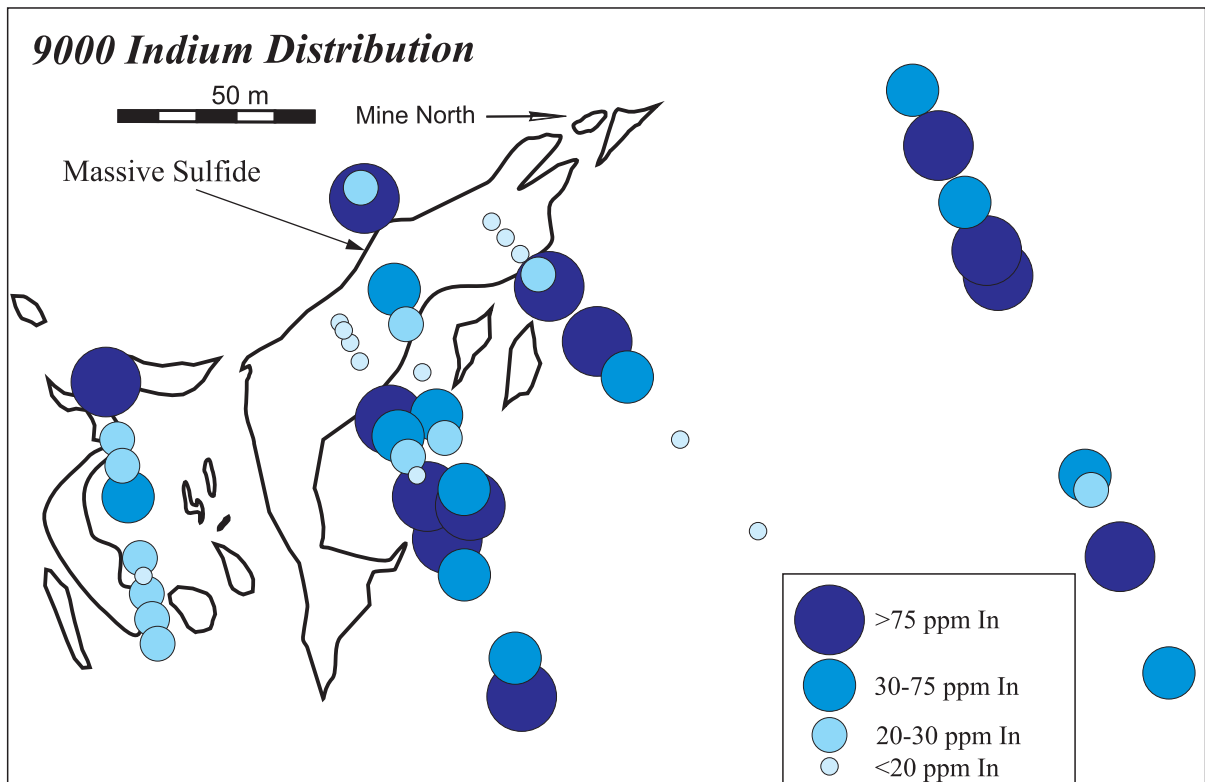 9000 Indium Distribution
50 m
Mine North
Massive Sulfide
>75 ppm In
30-75 ppm In
20-30 ppm In
<20 ppm In